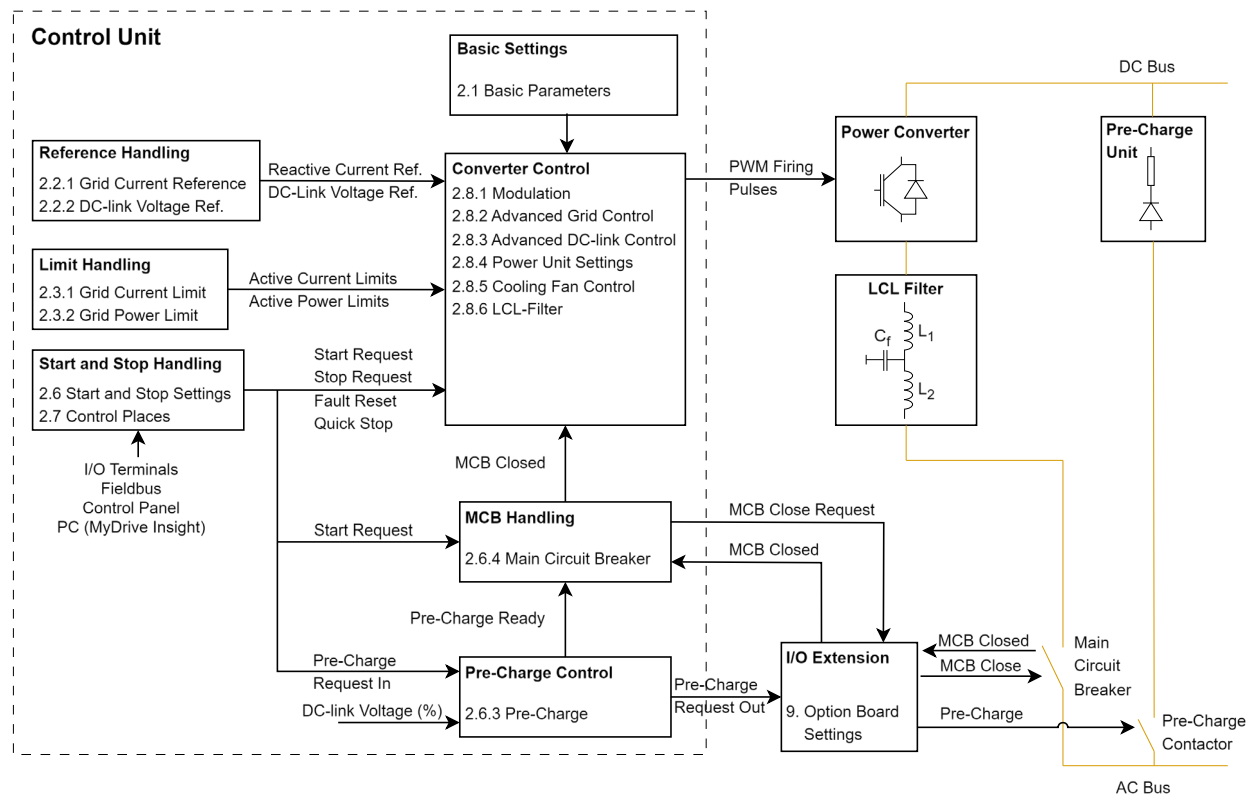 Control Unit
Basic Settings
2.1 Basic Parameters
Reference Handling
2.2.1 Grid Current Reference
2.2.2 DC-link Voltage Ref.
Reactive Current Ref.
DC-Link Voltage Ref.
Limit Handling
2.3.1 Grid Current Limit
2.3.2 Grid Power Limit
Active Current Limits
Active Power Limits
Start and Stop Handling
2.6 Start and Stop Settings
2.7 Control Places
Start Request
Stop Request
Fault Reset
Quick Stop
I/O Terminals
Fieldbus
Control Panel
PC (MyDrive Insight)
Converter Control
2.8.1 Modulation
2.8.2 Advanced Grid Control
2.8.3 Advanced DC-link Control
2.8.4 Power Unit Settings
2.8.5 Cooling Fan Control
2.8.6 LCL-Filter
MCB Closed
Start Request
MCB Handling
2.6.4 Main Circuit Breaker
Pre-Charge Ready
Pre-Charge
Request In
DC-link Voltage (%)
Pre-Charge Control
2.6.3 Pre-Charge
PWM Firing
Pulses
DC Bus
Power Converter
Pre-Charge
Unit
LCL Filter
Cf
L1
L2
MCB Close Request
MCB Closed
Pre-Charge
Request Out
I/O Extension
9. Option Board
Settings
MCB Closed
MCB Close
Pre-Charge
Main
Circuit
Breaker
Pre-Charge
Contactor
AC Bus